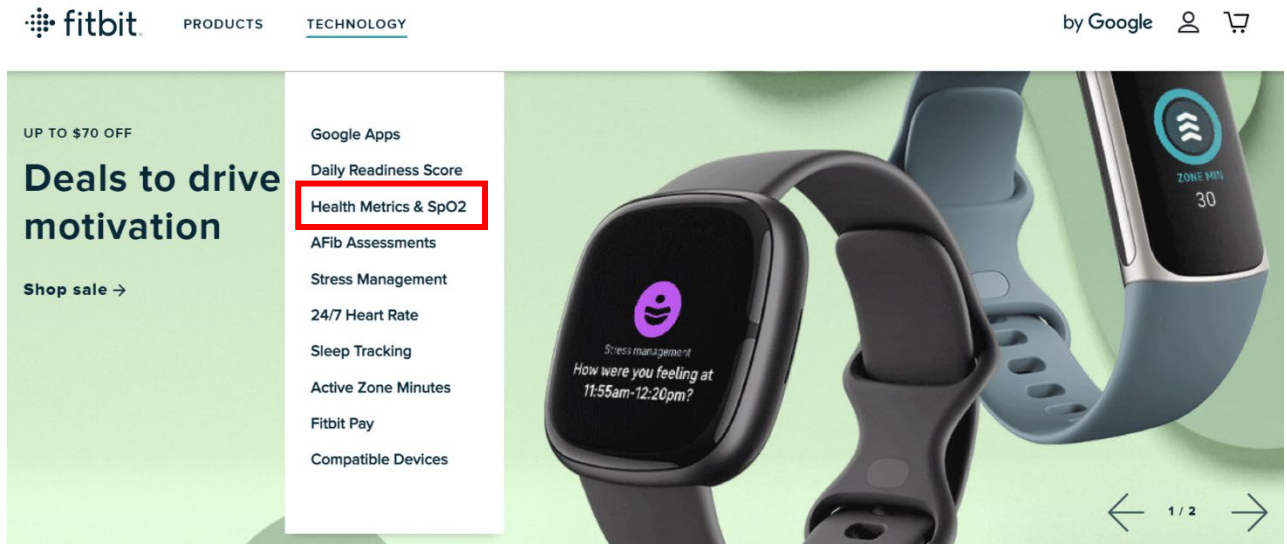 fitbit.
PRODUCTS
TECHNOLOGY
by Google
UP TO $70 OFF
Deals to drive
motivation
Shop sale →
Google Apps
Daily Readiness Score
Health Metrics & SpO2
AFib Assessments
Stress Management
24/7 Heart Rate
Sleep Tracking
Active Zone Minutes
Fitbit Pay
Compatible Devices
Stress management
How were you feeling at
11:55am-12:20pm?
ZONE MIN
30
1 / 2